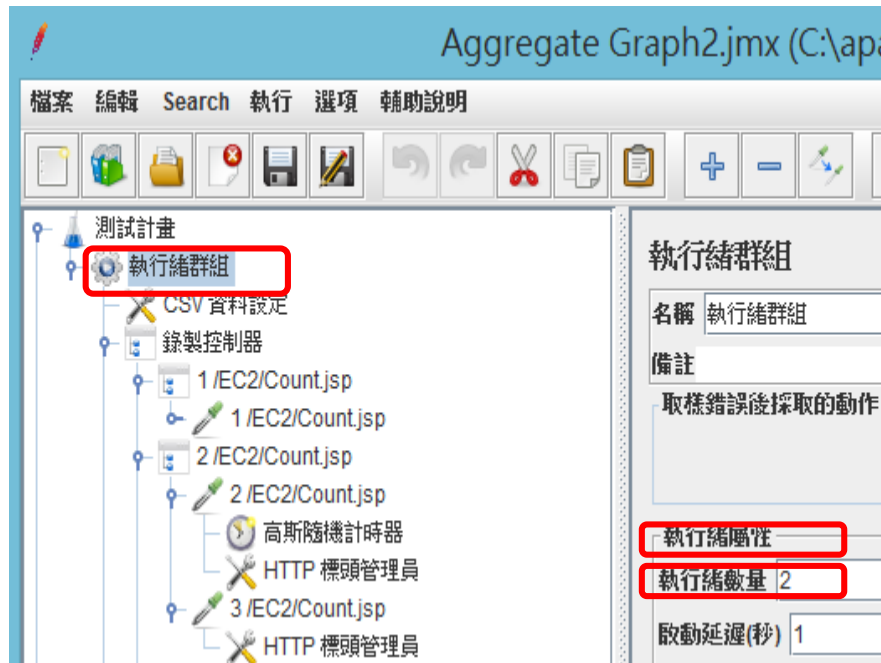 Aggregate Graph2.jmx (C:\apa
檔案 編輯 Search 執行 選項 輔助說明
測試計畫
執行緒群組
CSV 資料設定
錄製控制器
1 /EC2/Count.jsp
1 /EC2/Count.jsp
2 /EC2/Count.jsp
2 /EC2/Count.jsp
高斯隨機計時器
HTTP 標頭管理員
3 /EC2/Count.jsp
HTTP 標頭管理員
執行緒群組
名稱 執行緒群組
備註
取樣錯誤後採取的動作
執行緒屬性
執行緒數量 2
啟動延遲(秒) 1